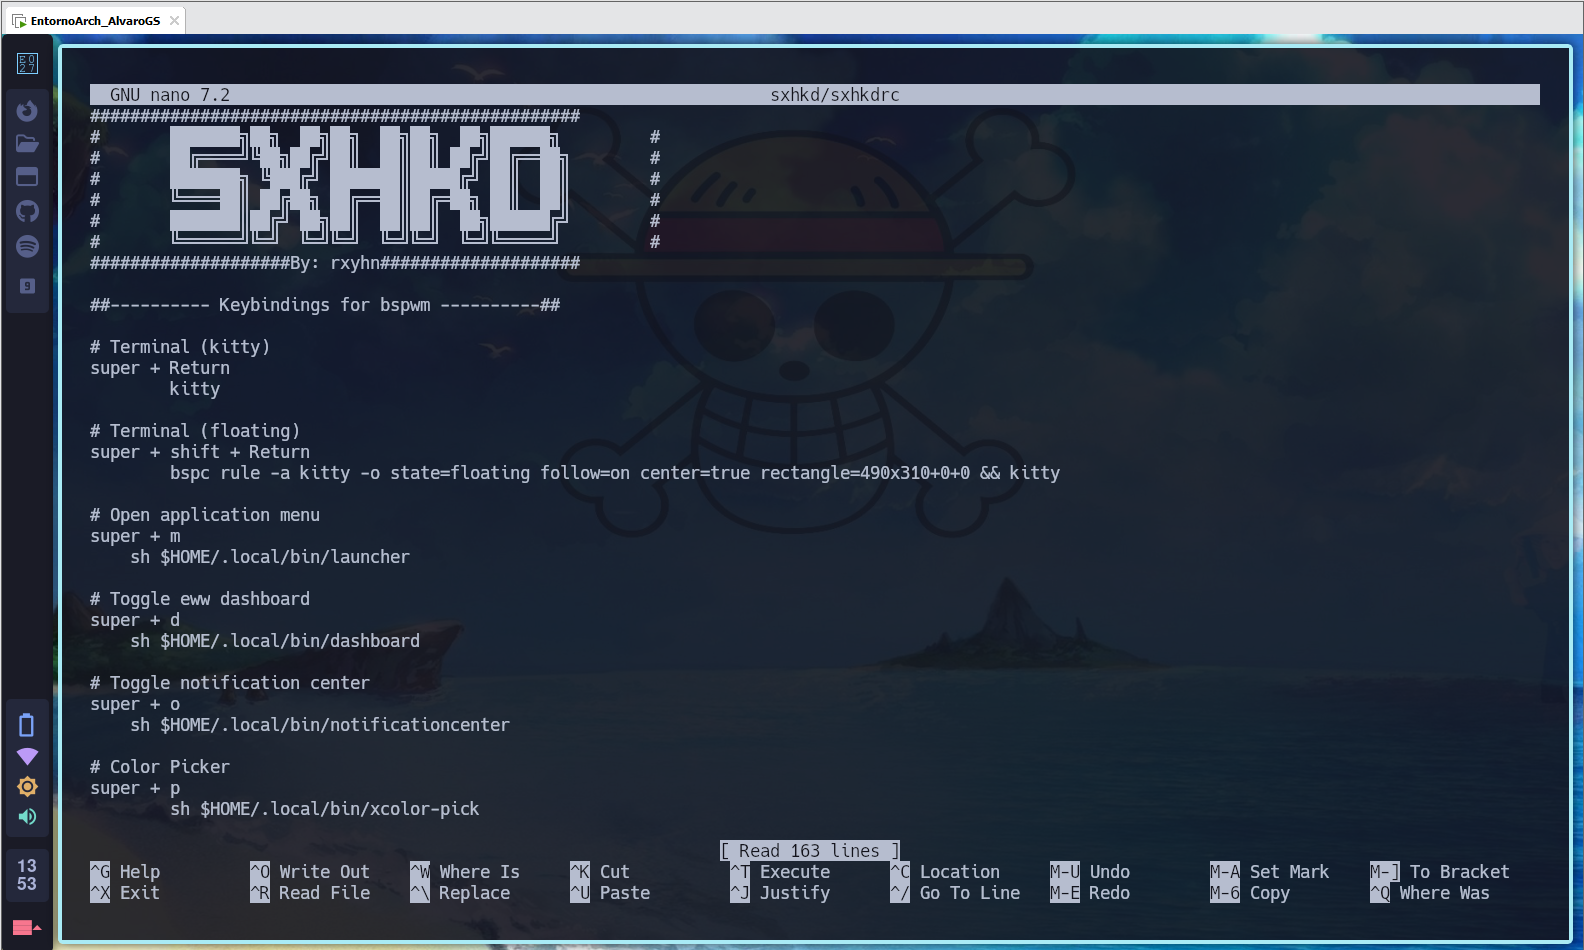 EntornoArch_AlvaroGS
GNU nano 7.2 sxhkd/sxhkdrc
#################################################
# #
# #
# SXHKD #
# #
# #
# #
####################By: rxyhn####################
##---------- Keybindings for bspwm ----------##
# Terminal (kitty)
super + Return
kitty
# Terminal (floating)
super + shift + Return
bspc rule -a kitty -o state=floating follow=on center=true rectangle=490x310+0+0 && kitty
# Open application menu
super + m
sh $HOME/.local/bin/launcher
# Toggle eww dashboard
super + d
sh $HOME/.local/bin/dashboard
# Toggle notification center
super + o
sh $HOME/.local/bin/notificationcenter
# Color Picker
super + p
sh $HOME/.local/bin/xcolor-pick
[ Read 163 lines ]
^G Help ^O Write Out ^W Where Is ^K Cut ^T Execute ^C Location M-U Undo M-A Set Mark M-] To Bracket
^X Exit ^R Read File ^\ Replace ^U Paste ^J Justify ^/ Go To Line M-E Redo M-6 Copy ^Q Where Was
9
13
53